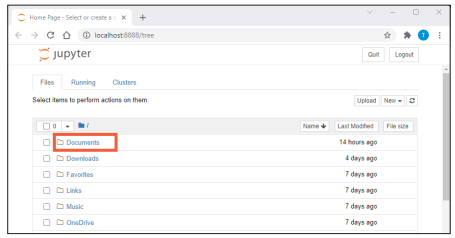 Home Page - Select or create a
localhost:8888/tree
jupyter
Quit Logout
Files Running Clusters
Select items to perform actions on them.
Upload New
0 /
Name Last Modified File size
Documents 14 hours ago
Downloads 4 days ago
Favorites 7 days ago
Links 7 days ago
Music 7 days ago
OneDrive 7 days ago